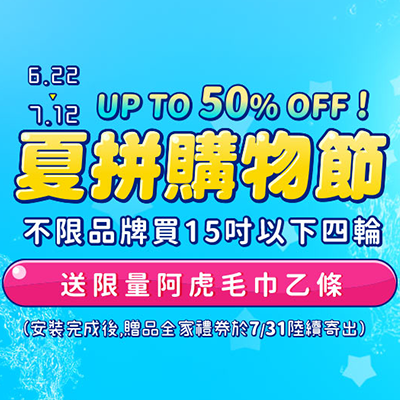 6.22
▼
7.12
UP TO 50% OFF!
夏拼購物節
不限品牌買15吋以下四輪
送限量阿虎毛巾乙條
(安裝完成後,贈品全家禮券於7/31陸續寄出)